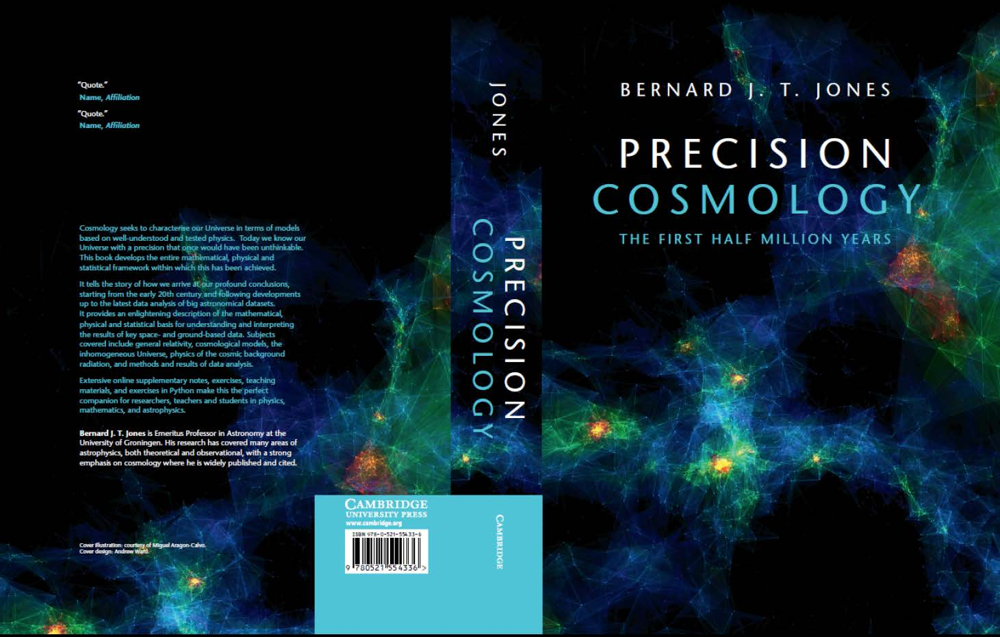 “Quote.”
Name, Affiliation
“Quote.”
Name, Affiliation
Cosmology seeks to characterise our Universe in terms of models
based on well-understood and tested physics. Today we know our
Universe with a precision that once would have been unthinkable.
This book develops the entire mathematical, physical and
statistical framework within which this has been achieved.
It tells the story of how we arrive at our profound conclusions,
starting from the early 20th century and following developments
up to the latest data analysis of big astronomical datasets.
It provides an enlightening description of the mathematical,
physical and statistical basis for understanding and interpreting
the results of key space- and ground-based data. Subjects
covered include general relativity, cosmological models, the
inhomogeneous Universe, physics of the cosmic background
radiation, and methods and results of data analysis.
Extensive online supplementary notes, exercises, teaching
materials, and exercises in Python make this the perfect
companion for researchers, teachers and students in physics,
mathematics, and astrophysics.
Bernard J. T. Jones is Emeritus Professor in Astronomy at the
University of Groningen. His research has covered many areas of
astrophysics, both theoretical and observational, with a strong
emphasis on cosmology where he is widely published and cited.
Cover illustration: courtesy of Miguel Aragon-Calvo.
Cover design: Andrew Ward.
CAMBRIDGE
UNIVERSITY PRESS
www.cambridge.org
ISBN 978-0-521-55433-6
9 780521 554336 >
JONES
PRECISION
COSMOLOGY
CAMBRIDGE
BERNARD J. T. JONES
PRECISION
COSMOLOGY
THE FIRST HALF MILLION YEARS